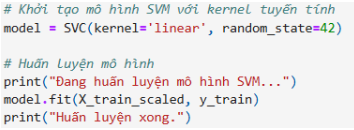 # Khởi tạo mô hình SVM với kernel tuyến tính
model = SVC(kernel='linear', random_state=42)
# Huấn luyện mô hình
print("Đang huấn luyện mô hình SVM...")
model.fit(X_train_scaled, y_train)
print("Huấn luyện xong.")